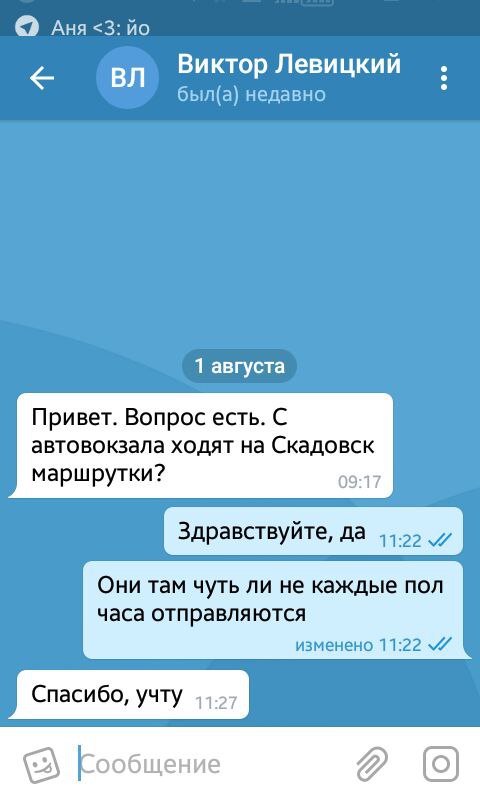 Аня <3: йо
ВЛ
Виктор Левицкий
был(а) недавно
1 августа
Привет. Вопрос есть. С
автовокзала ходят на Скадовск
маршрутки?
09:17
Здравствуйте, да 11:22
Они там чуть ли не каждые пол
часа отправляются
изменено 11:22
Спасибо, учту 11:27
Сообщение